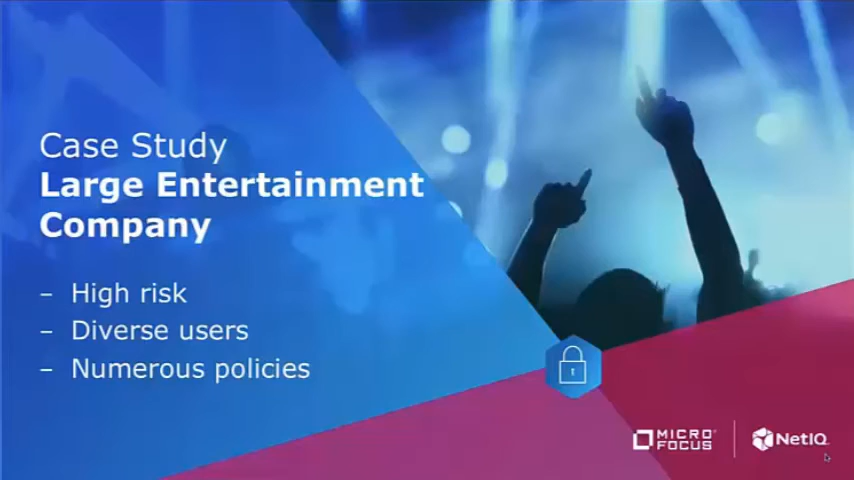 Case Study
Large Entertainment
Company
– High risk
– Diverse users
– Numerous policies
MICRO
FOCUS
NetIQ